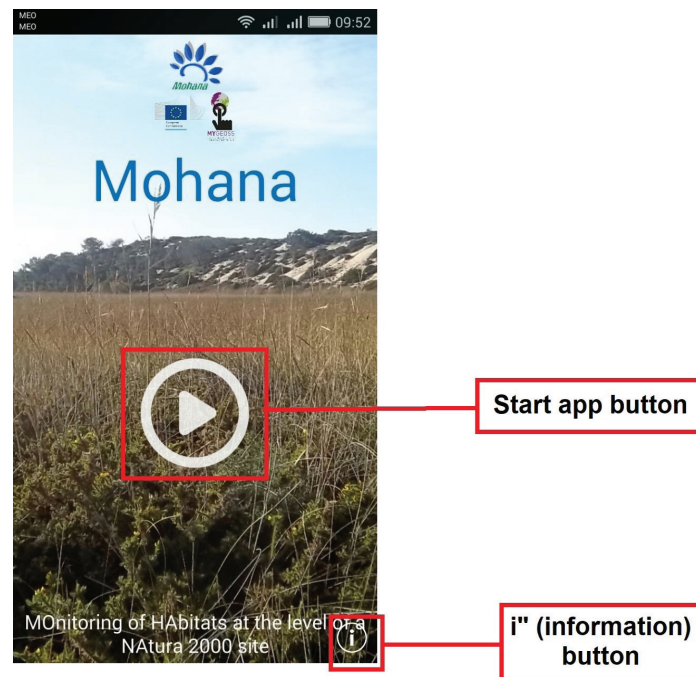 MEO
MEO
09:52
Mohana
MYGEOSS
Mohana
Start app button
MOnitoring of HAbitats at the level of a
NAtura 2000 site
i
i" (information)
button